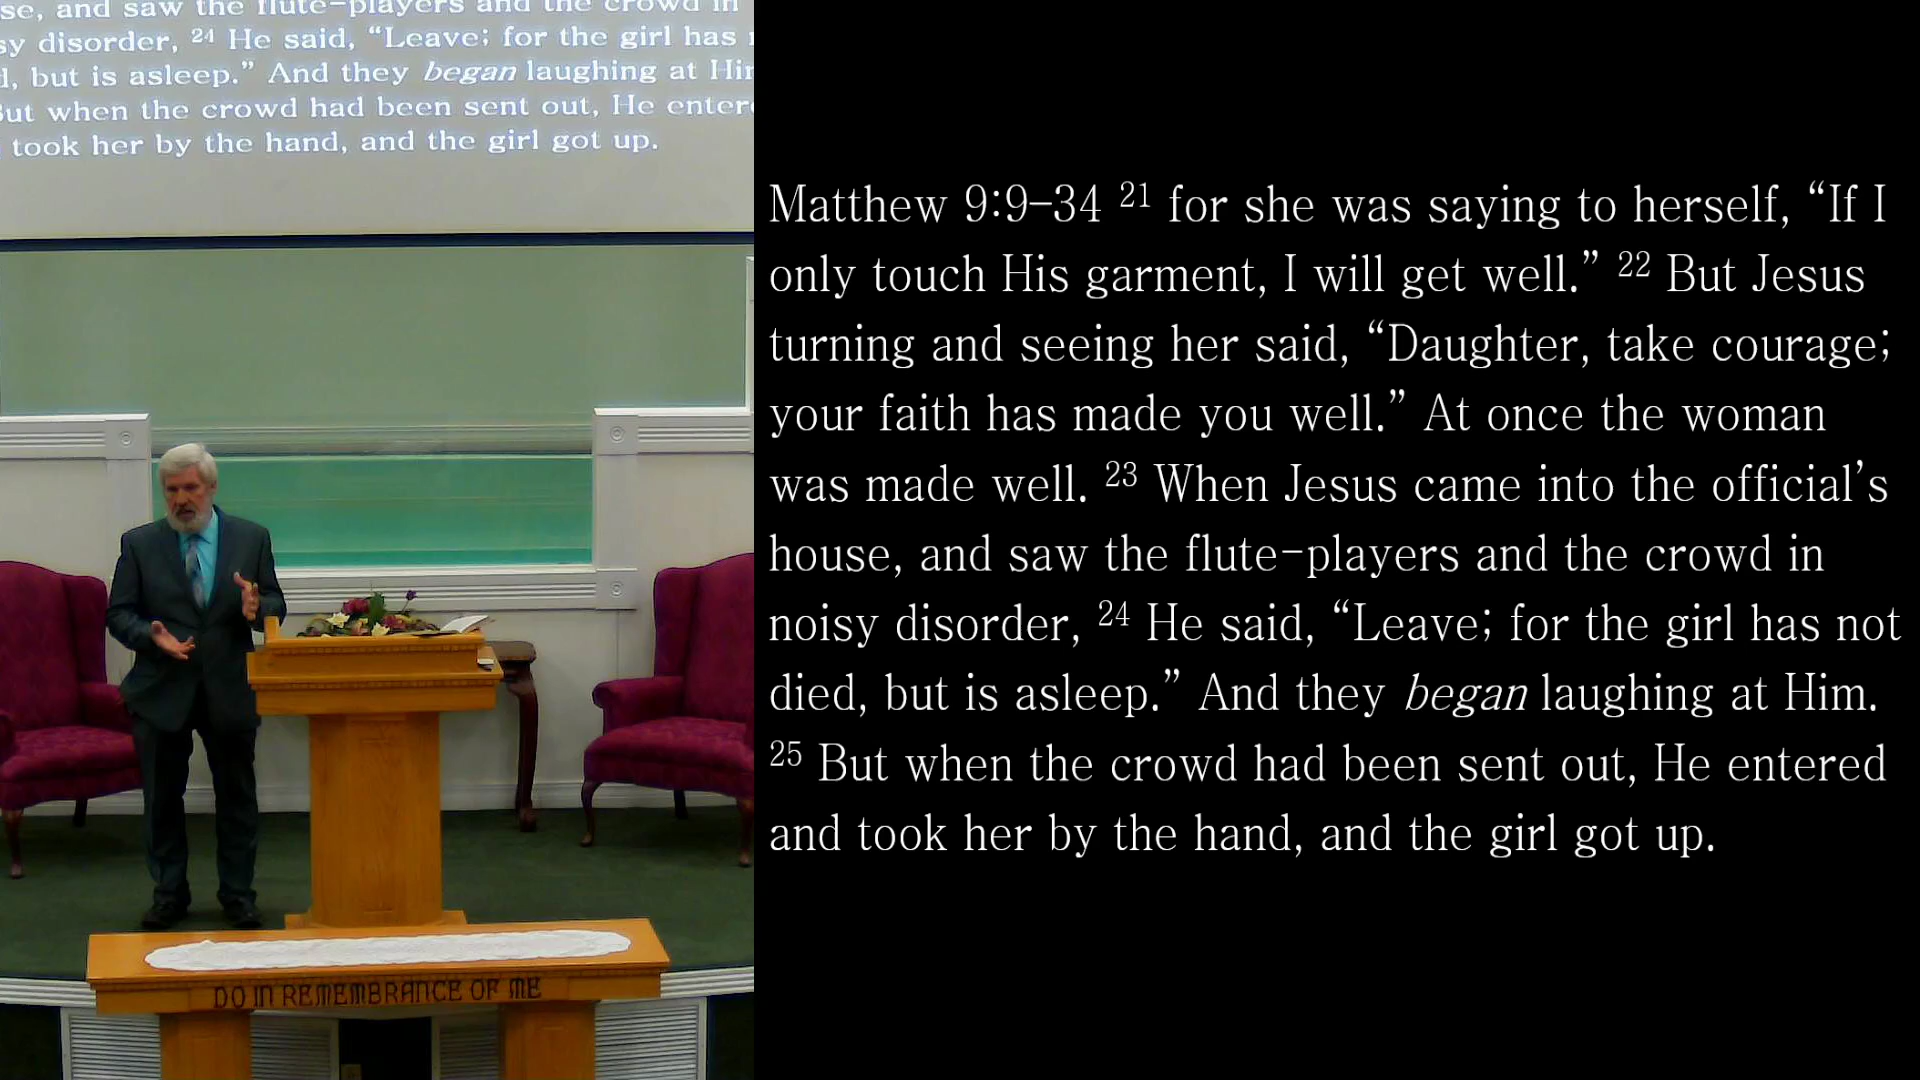 se, and saw the flute-players and the crowd in
sy disorder, 24 He said, “Leave; for the girl has
d, but is asleep.” And they began laughing at Him
But when the crowd had been sent out, He entere
took her by the hand, and the girl got up.
DO IN REMEMBRANCE OF ME
Matthew 9:9–34 21 for she was saying to herself, “If I
only touch His garment, I will get well.” 22 But Jesus
turning and seeing her said, “Daughter, take courage;
your faith has made you well.” At once the woman
was made well. 23 When Jesus came into the official’s
house, and saw the flute-players and the crowd in
noisy disorder, 24 He said, “Leave; for the girl has not
died, but is asleep.” And they began laughing at Him.
25 But when the crowd had been sent out, He entered
and took her by the hand, and the girl got up.